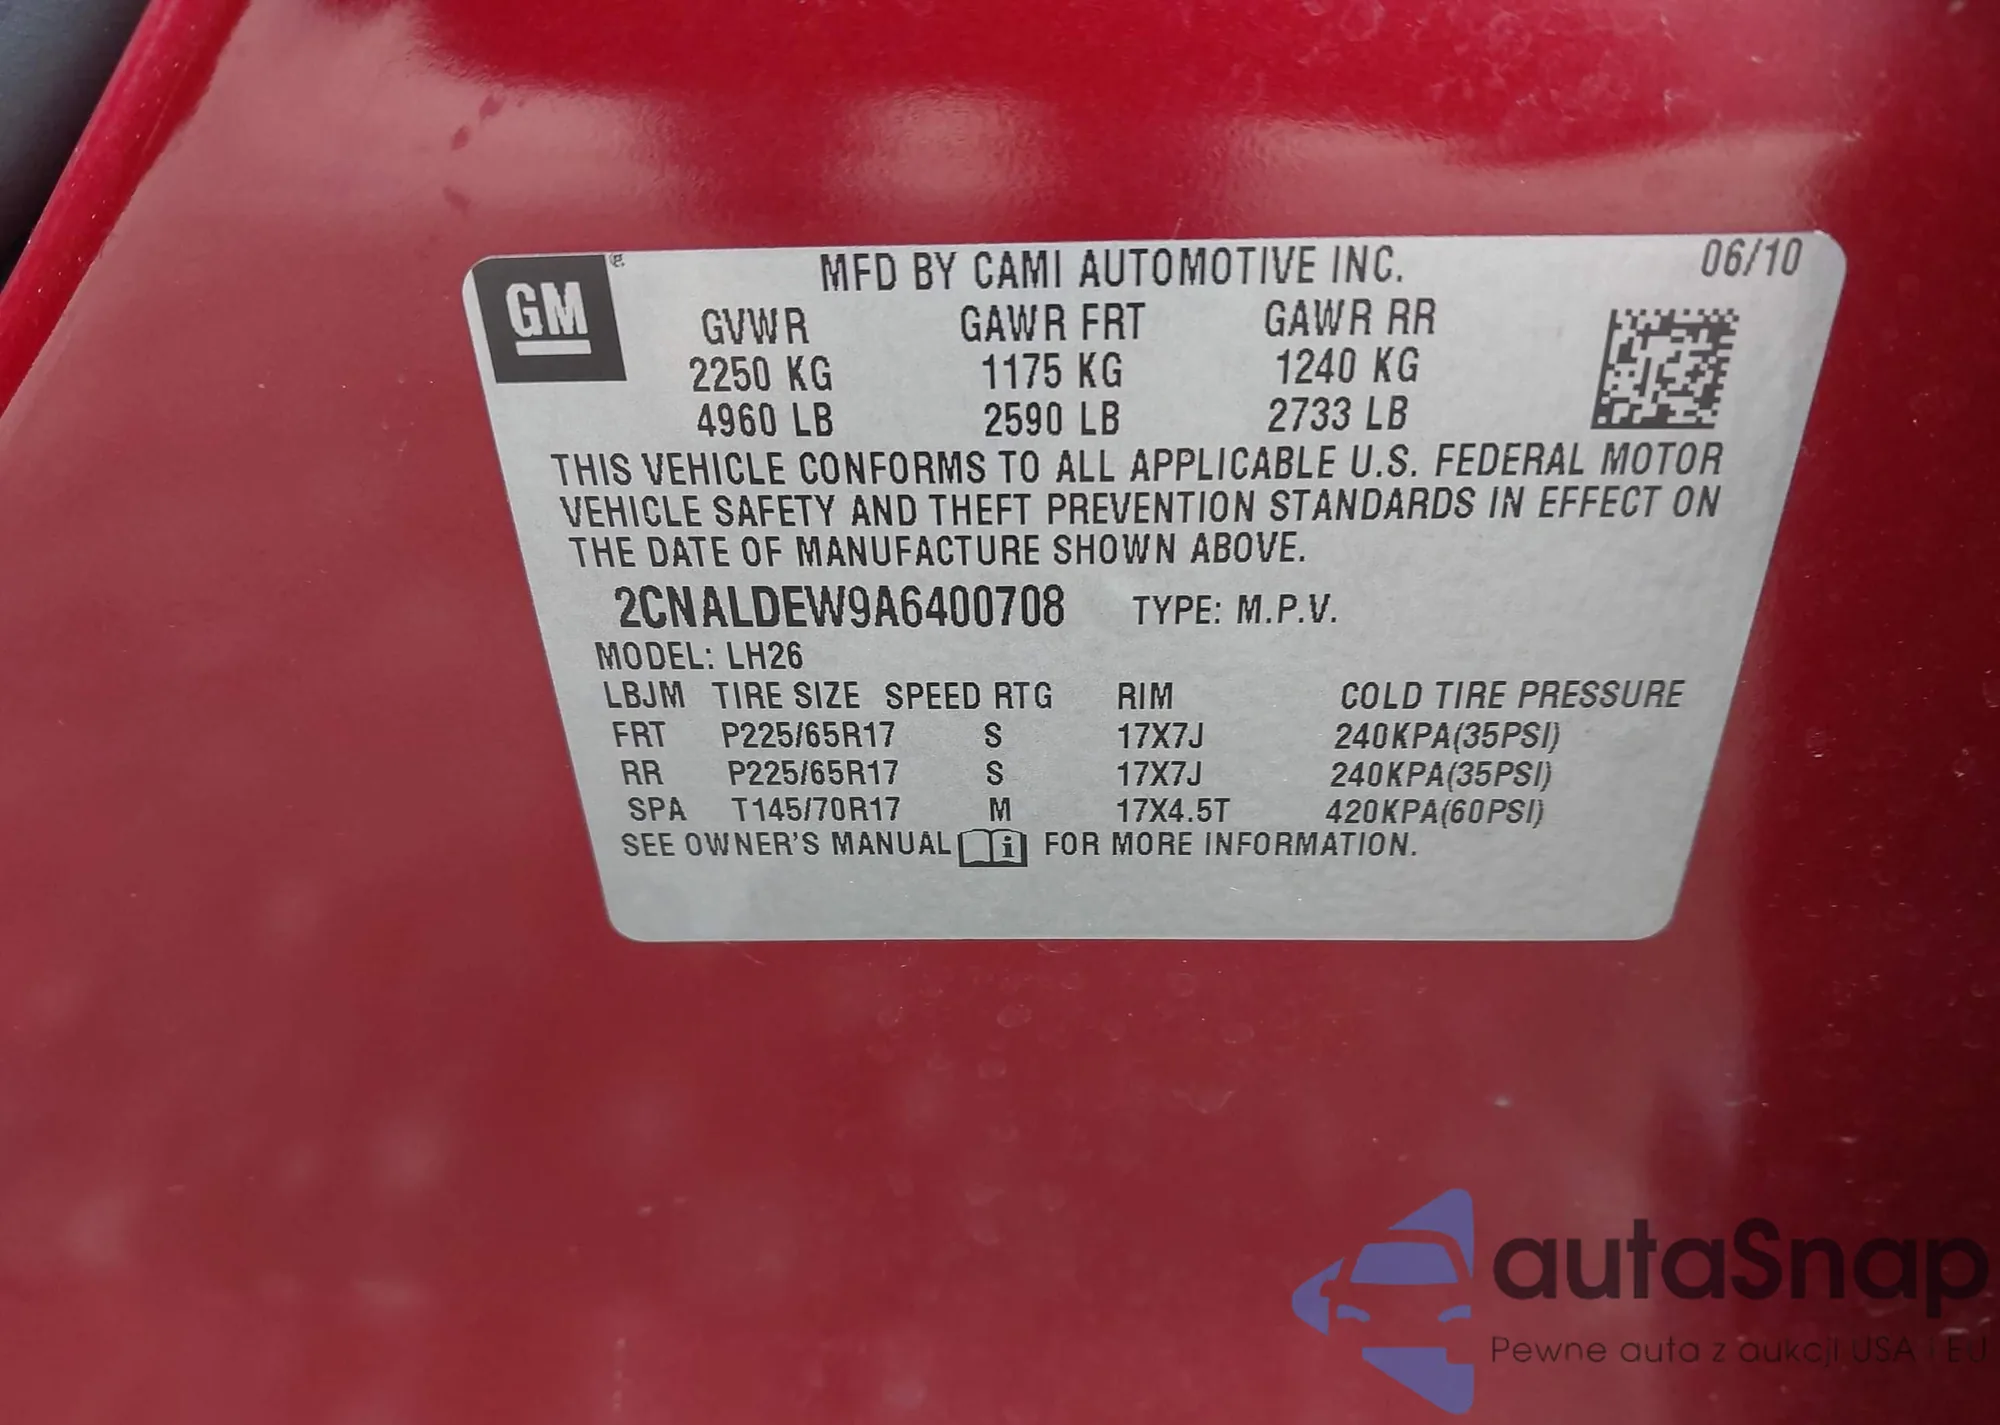 GM
MFD BY CAMI AUTOMOTIVE INC. 06/10
GVWR GAWR FRT GAWR RR
2250 KG 1175 KG 1240 KG
4960 LB 2590 LB 2733 LB
THIS VEHICLE CONFORMS TO ALL APPLICABLE U.S. FEDERAL MOTOR
VEHICLE SAFETY AND THEFT PREVENTION STANDARDS IN EFFECT ON
THE DATE OF MANUFACTURE SHOWN ABOVE.
2CNALDEW9A6400708 TYPE: M.P.V.
MODEL: LH26
LBJM TIRE SIZE SPEED RTG RIM COLD TIRE PRESSURE
FRT P225/65R17 S 17X7J 240KPA(35PSI)
RR P225/65R17 S 17X7J 240KPA(35PSI)
SPA T145/70R17 M 17X4.5T 420KPA(60PSI)
SEE OWNER'S MANUAL i FOR MORE INFORMATION.
autaSnap
Pewne auta z aukcji USA i EU